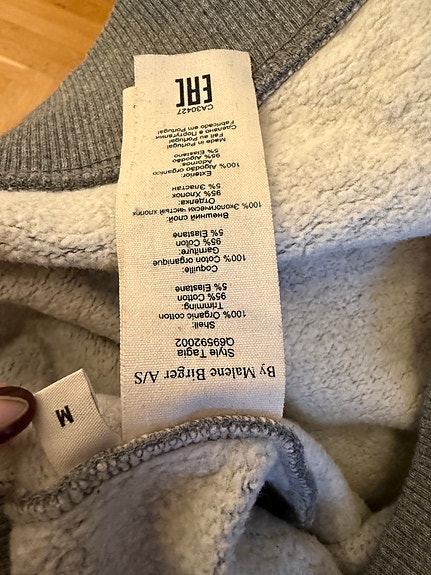 By Malene Birger A/S
Style Tagia
Q69592002
Shell:
100% Organic cotton
Trimming:
95% Cotton
5% Elastane
Coquille:
100% Coton organique
Garniture:
95% Coton
5% Elastane
Внешний слой:
100% Экологически чистый хлопок
Отделка:
95% Хлопок
5% Эластан
Exterior:
100% Algodão organico
Adornos
95% Algodão
5% Elastano
Made in Portugal
Fait au Portugal
Сделано в Португалии
Fabricado em Portugal
CA30427
EAC
M